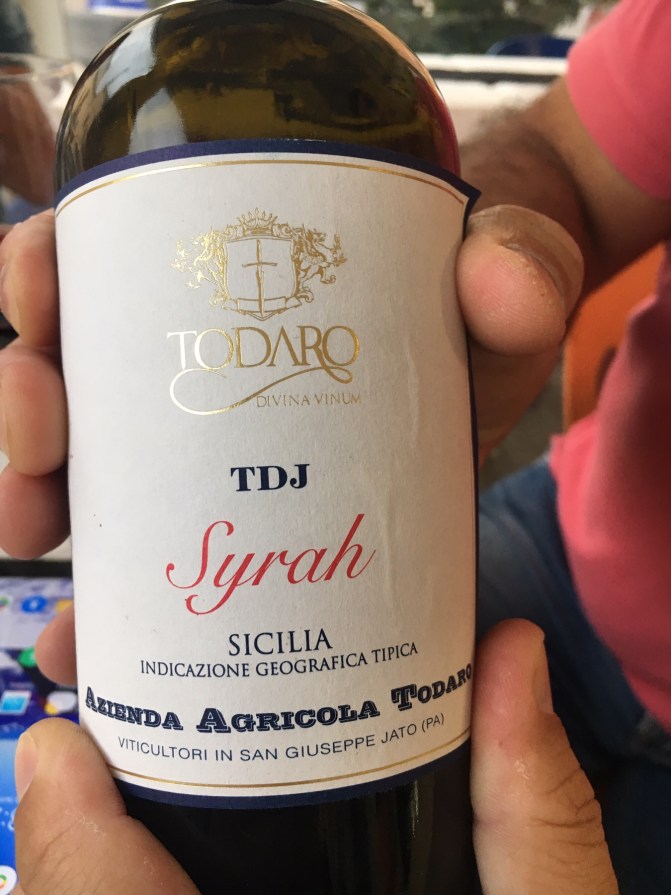 TODARO
DIVINA VINUM
TDJ
Syrah
SICILIA
INDICAZIONE GEOGRAFICA TIPICA
AZIENDA AGRICOLA TODARO
VITICULTORI IN SAN GIUSEPPE JATO (PA)